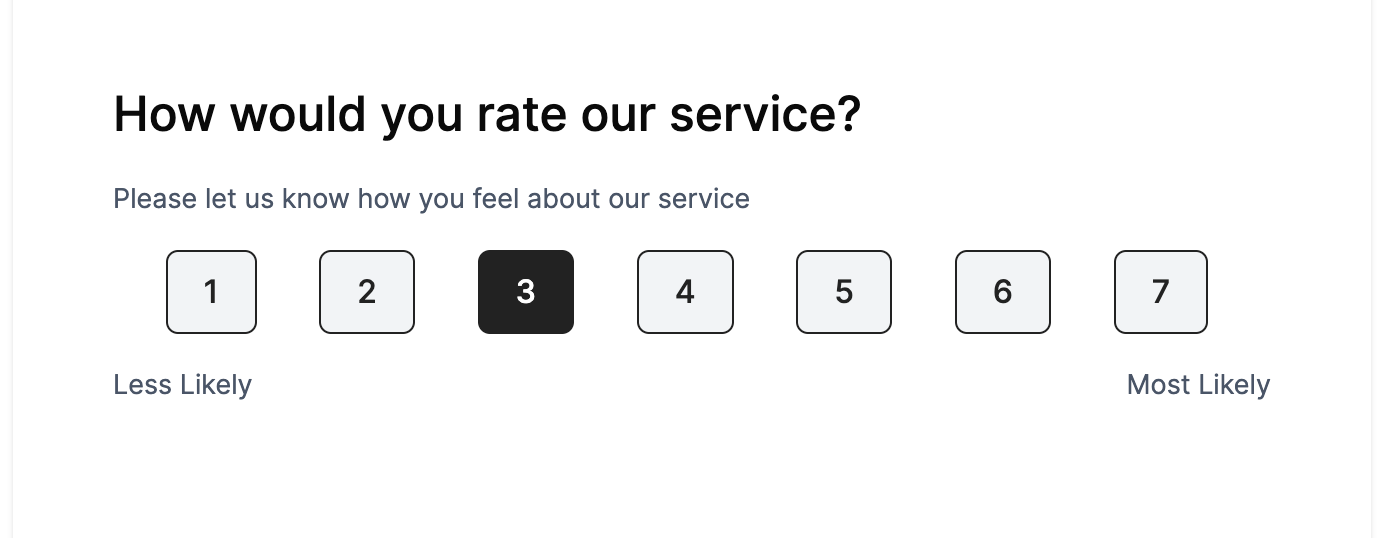 How would you rate our service?
Please let us know how you feel about our service
1 2 3 4 5 6 7
Less Likely Most Likely